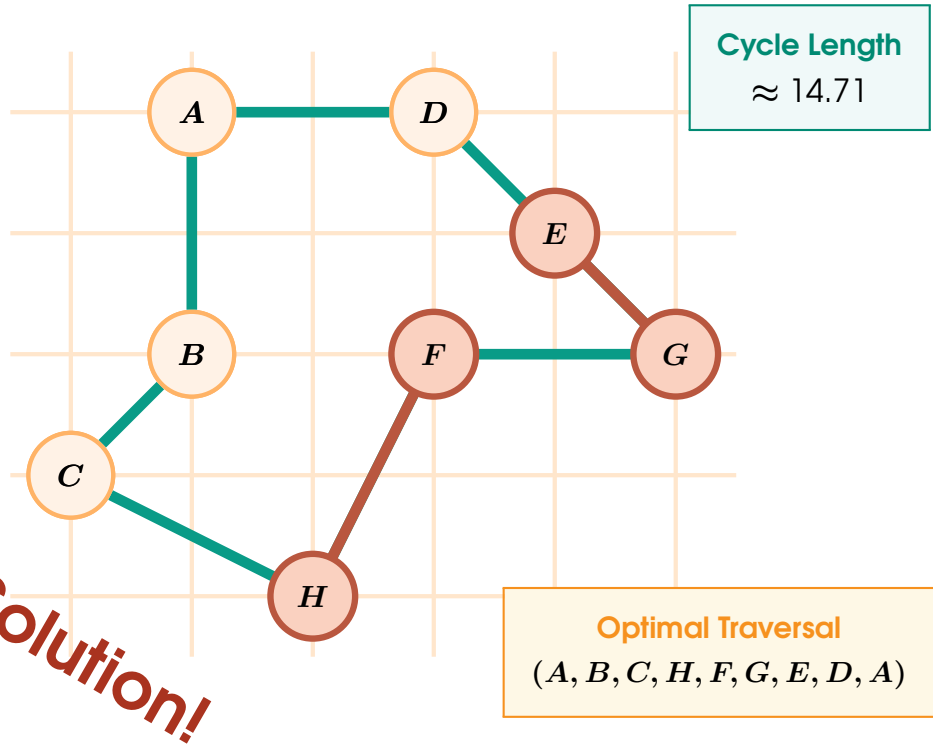 Cycle Length
≈ 14.71
A
D
E
B
F
G
C
H
olution!
Optimal Traversal
(A, B, C, H, F, G, E, D, A)